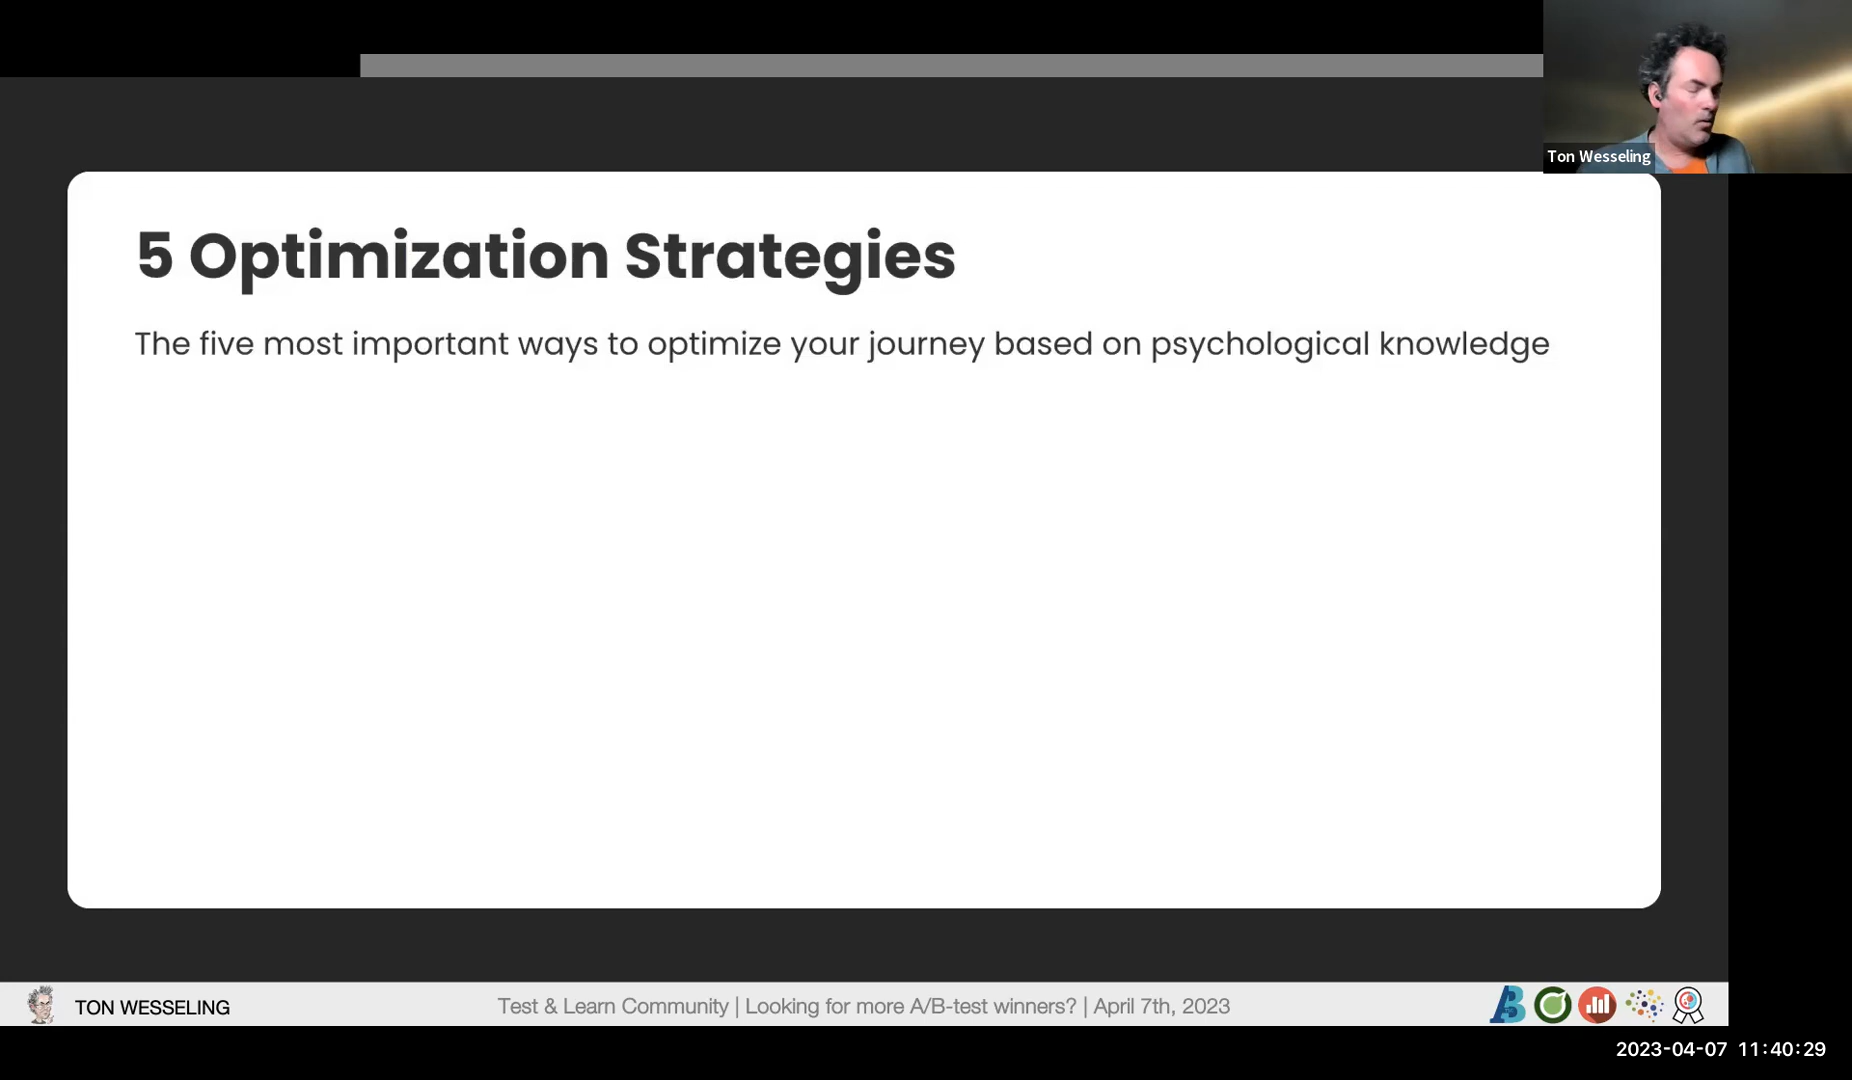 Ton Wesseling
5 Optimization Strategies
The five most important ways to optimize your journey based on psychological knowledge
TON WESSELING
Test & Learn Community | Looking for more A/B-test winners? | April 7th, 2023
2023-04-07 11:40:29